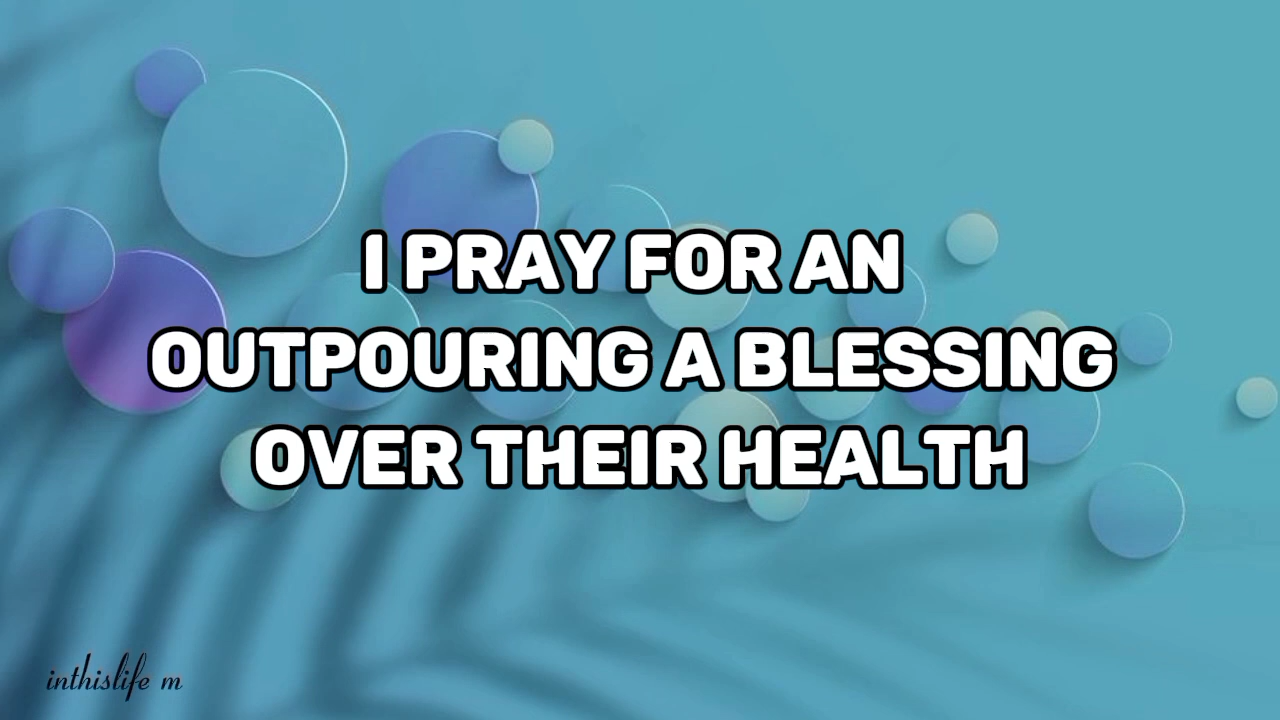 I PRAY FOR AN
OUTPOURING A BLESSING
OVER THEIR HEALTH
inthislife m